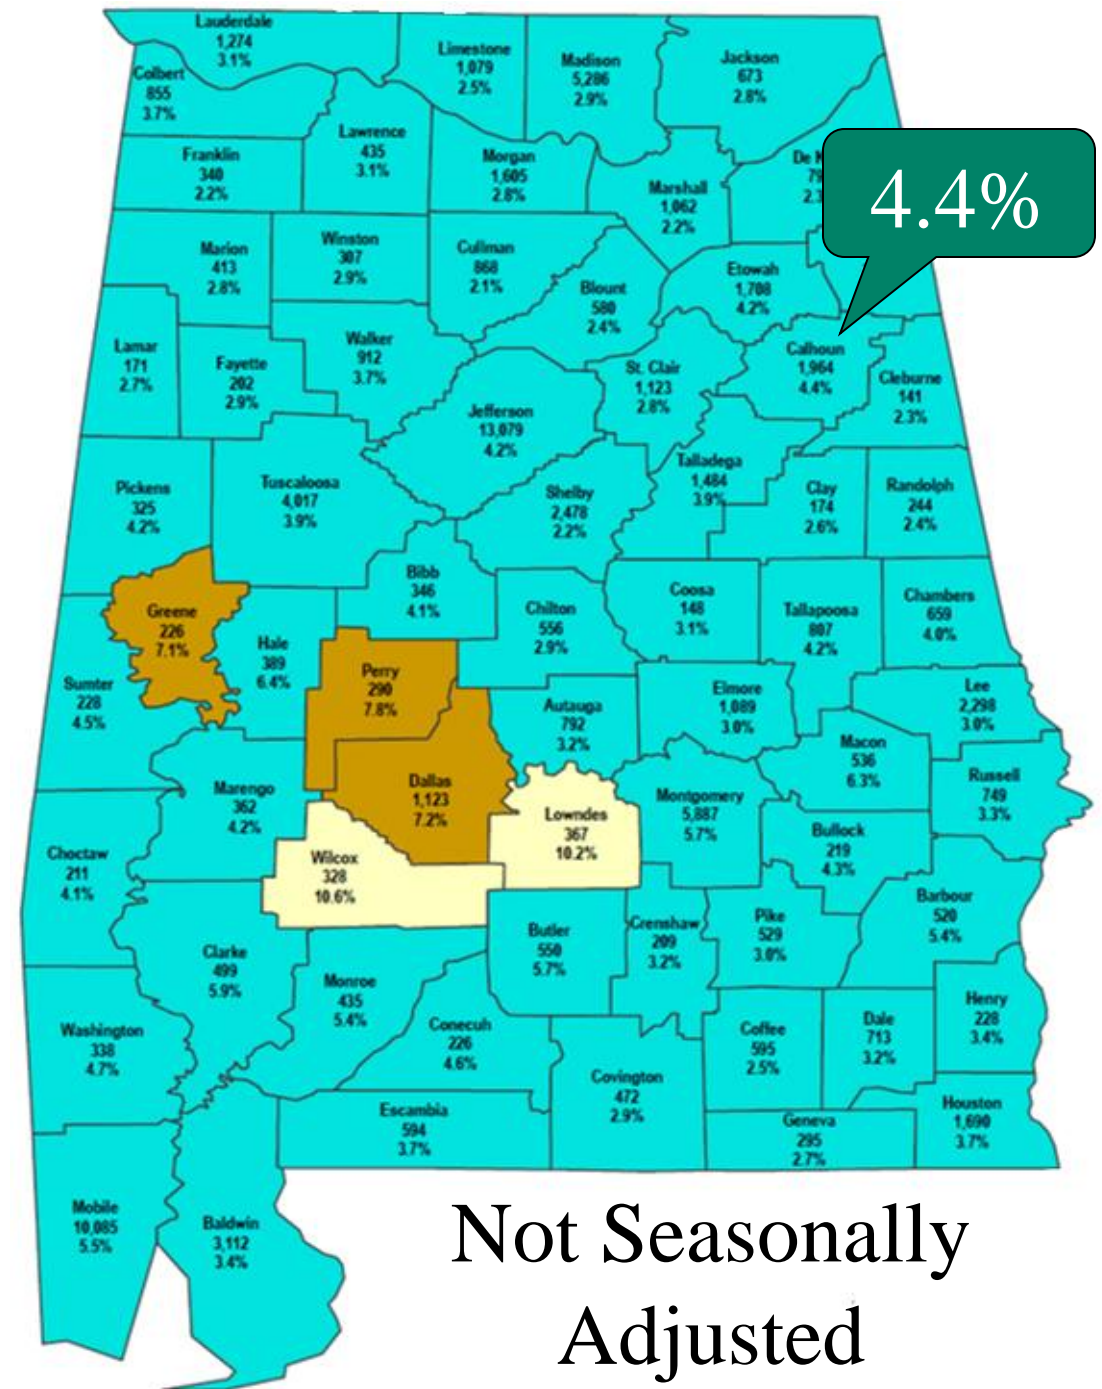 Lauderdale
1,274
3.1%
Limestone
1,079
2.5%
Madison
5,286
2.9%
Jackson
673
2.8%
Colbert
855
3.7%
Lawrence
435
3.1%
Franklin
340
2.2%
Morgan
1,605
2.8%
Marshall
1,062
2.2%
De
4.4%
Marion
413
2.8%
Winston
307
2.9%
Cullman
868
2.1%
Blount
580
2.4%
Etowah
1,708
4.2%
Lamar
171
2.7%
Fayette
202
2.9%
Walker
912
3.7%
Jefferson
13,079
4.2%
St. Clair
1,123
2.8%
Calhoun
1,964
4.4%
Cleburne
141
2.3%
Pickens
325
4.2%
Tuscaloosa
4,017
3.9%
Shelby
2,478
2.2%
Talladega
1,484
3.9%
Clay
174
2.6%
Randolph
244
2.4%
Greene
226
7.1%
Hale
389
6.4%
Bibb
346
4.1%
Chilton
556
2.9%
Coosa
148
3.1%
Tallapoosa
807
4.2%
Chambers
659
4.0%
Sumter
228
4.5%
Perry
290
7.8%
Autauga
792
3.2%
Elmore
1,089
3.0%
Lee
2,298
3.0%
Marengo
362
4.2%
Dallas
1,123
7.2%
Lowndes
367
10.2%
Montgomery
5,887
5.7%
Macon
536
6.3%
Russell
749
3.3%
Bullock
219
4.3%
Choctaw
211
4.1%
Wilcox
328
10.6%
Barbour
520
5.4%
Clarke
499
5.9%
Monroe
435
5.4%
Butler
550
5.7%
Crenshaw
209
3.2%
Pike
529
3.0%
Washington
338
4.7%
Conecuh
226
4.6%
Coffee
595
2.5%
Dale
713
3.2%
Henry
228
3.4%
Escambia
594
3.7%
Covington
472
2.9%
Geneva
295
2.7%
Houston
1,690
3.7%
Mobile
10,085
5.5%
Baldwin
3,112
3.4%
Not Seasonally
Adjusted